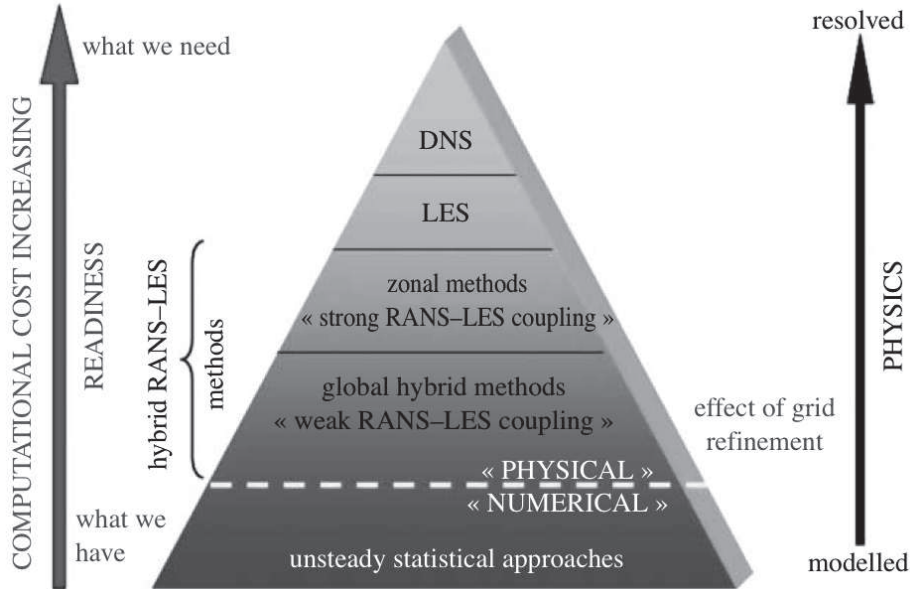 what we need
COMPUTATIONAL COST INCREASING
READINESS
what we
have
hybrid RANS–LES
methods
DNS
LES
zonal methods
« strong RANS–LES coupling »
global hybrid methods
« weak RANS–LES coupling »
« PHYSICAL »
« NUMERICAL »
unsteady statistical approaches
effect of grid
refinement
resolved
PHYSICS
modelled